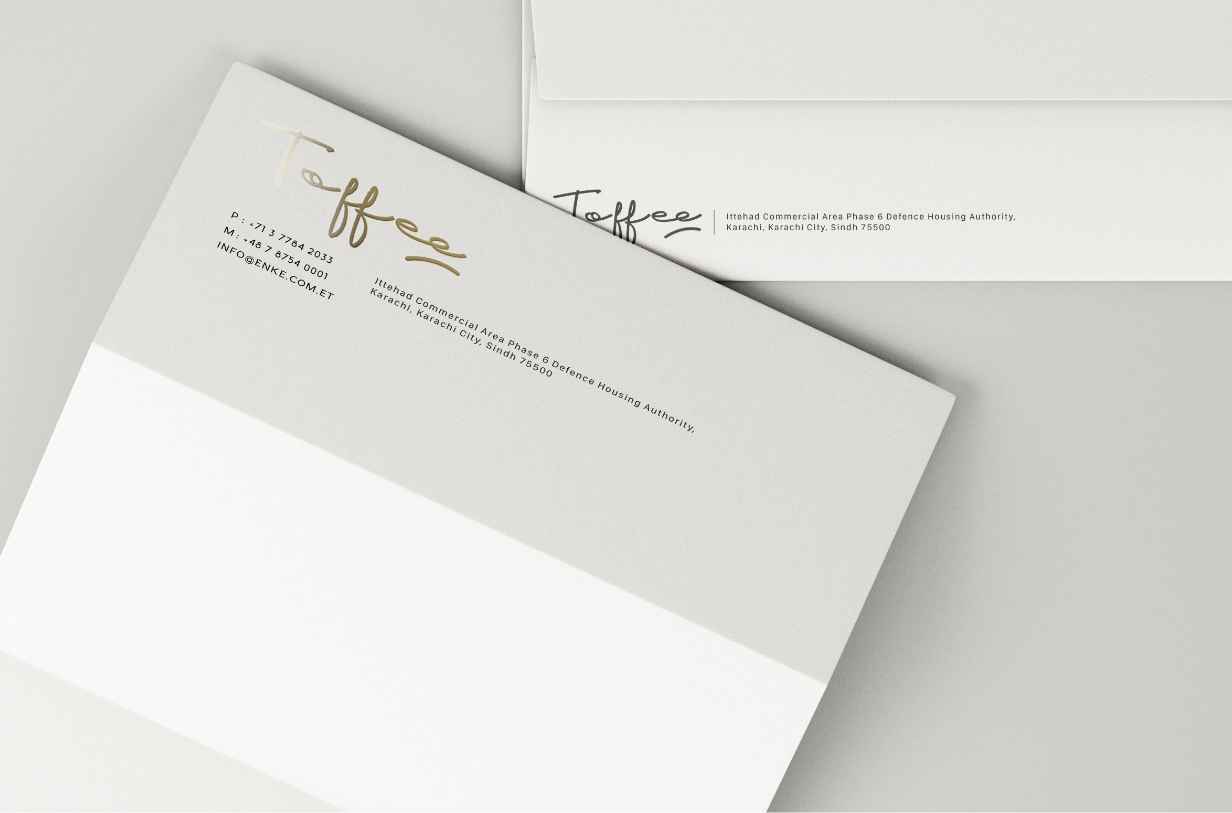 Toffee
P : +71 3 7784 2033
M : +48 7 8754 0001
INFO@ENKE.COM.ET
Ittehad Commercial Area Phase 6 Defence Housing Authority,
Karachi, Karachi City, Sindh 75500
Toffee
Ittehad Commercial Area Phase 6 Defence Housing Authority,
Karachi, Karachi City, Sindh 75500